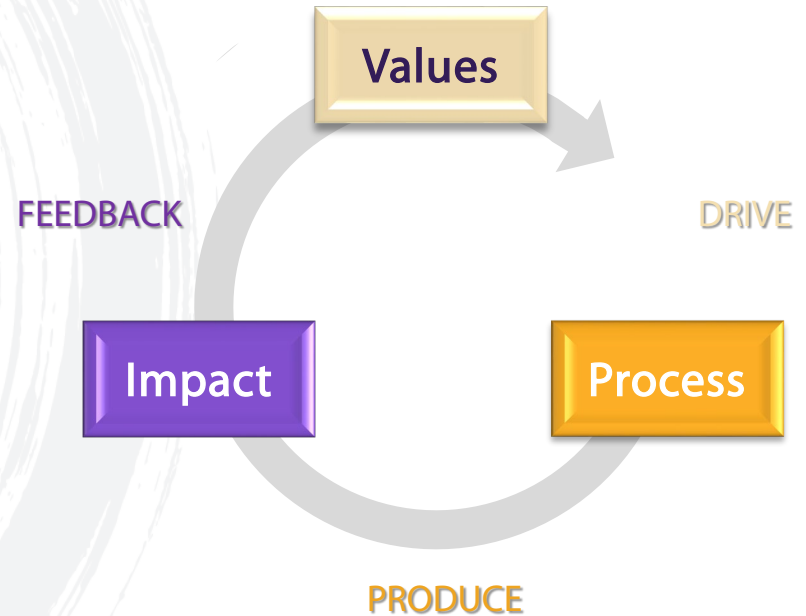 Values
FEEDBACK
DRIVE
Impact
Process
PRODUCE